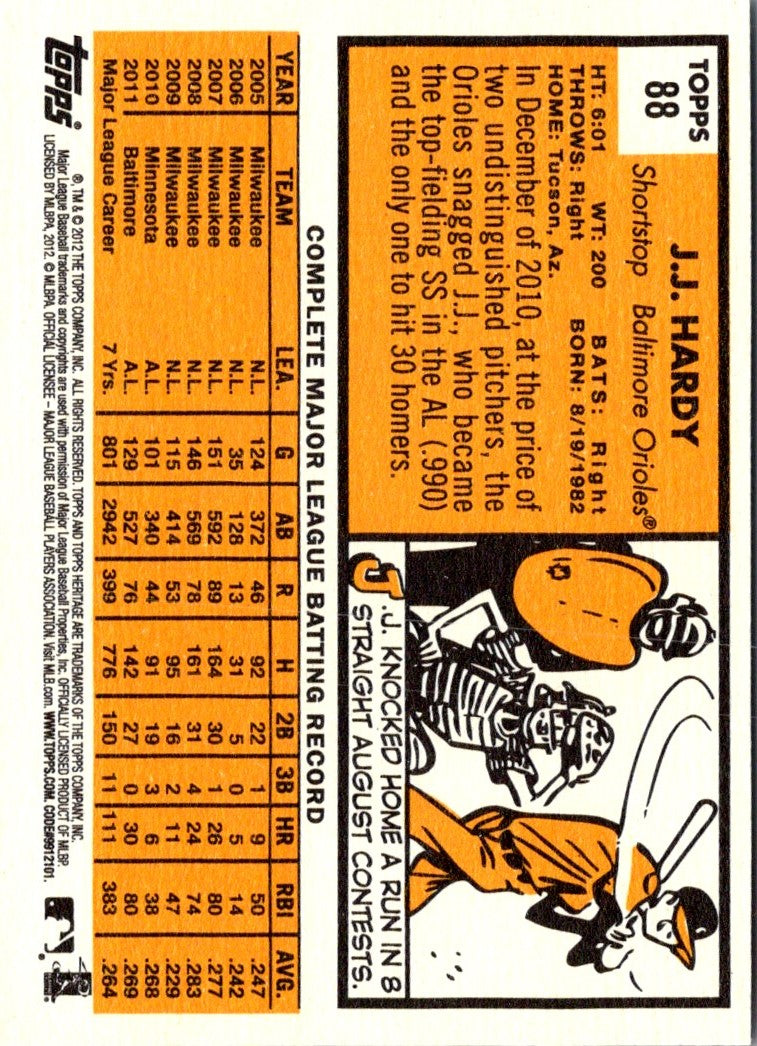 TOPPS
88
J.J. HARDY
Shortstop Baltimore Orioles®
HT: 6:01 WT: 200 BATS: Right
THROWS: Right BORN: 8/19/1982
HOME: Tucson, Az.
In December of 2010, at the price of
two undistinguished pitchers, the
Orioles snagged J.J., who became
the top-fielding SS in the AL (.990)
and the only one to hit 30 homers.
J.J. KNOCKED HOME A RUN IN 8
STRAIGHT AUGUST CONTESTS.
COMPLETE MAJOR LEAGUE BATTING RECORD
YEAR TEAM LEA. G AB R H 2B 3B HR RBI AVG.
2005 Milwaukee N.L. 124 372 46 92 22 1 9 50 .247
2006 Milwaukee N.L. 35 128 13 31 5 0 5 14 .242
2007 Milwaukee N.L. 151 592 89 164 30 1 26 80 .277
2008 Milwaukee N.L. 146 569 78 161 31 4 24 74 .283
2009 Milwaukee N.L. 115 414 53 95 16 2 11 47 .229
2010 Minnesota A.L. 101 340 44 91 19 3 6 38 .268
2011 Baltimore A.L. 129 527 76 142 27 0 30 80 .269
Major League Career 7 Yrs. 801 2942 399 776 150 11 111 383 .264
topps®
®, TM & © 2012 THE TOPPS COMPANY, INC. ALL RIGHTS RESERVED. TOPPS AND TOPPS HERITAGE ARE TRADEMARKS OF THE TOPPS COMPANY, INC.
Major League Baseball trademarks and copyrights are used with permission of Major League Baseball Properties, Inc. OFFICIALLY LICENSED PRODUCT OF MLBP.
LICENSED BY MLBPA, 2012. © MLBPA. OFFICIAL LICENSEE – MAJOR LEAGUE BASEBALL PLAYERS ASSOCIATION. Visit MLB.com. WWW.TOPPS.COM. CODE#9912101.